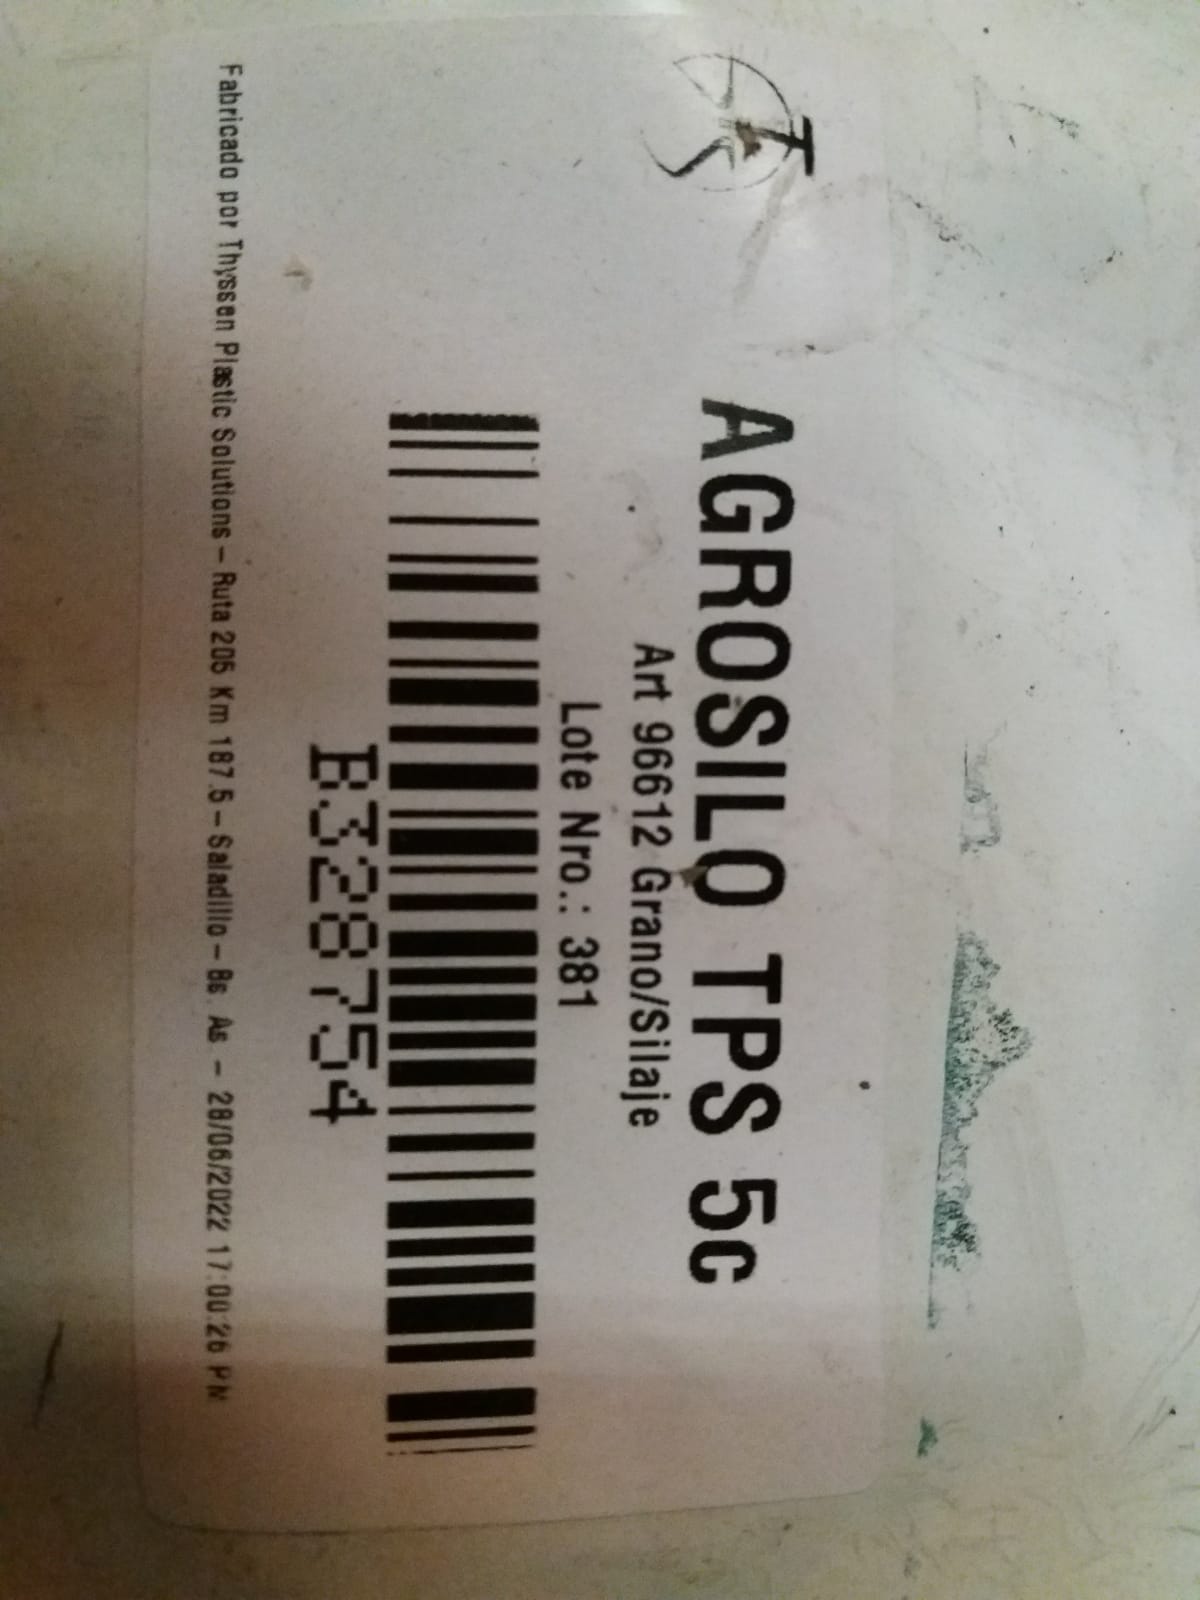 AGROSILO TPS 5c
Art 96612 Grano/Silaje
Lote Nro.: 381
B328754
Fabricado por Thyssen Plastic Solutions – Ruta 205 Km 187.5 – Saladillo – Bs. As. – 28/06/2022 17:00:26 PM